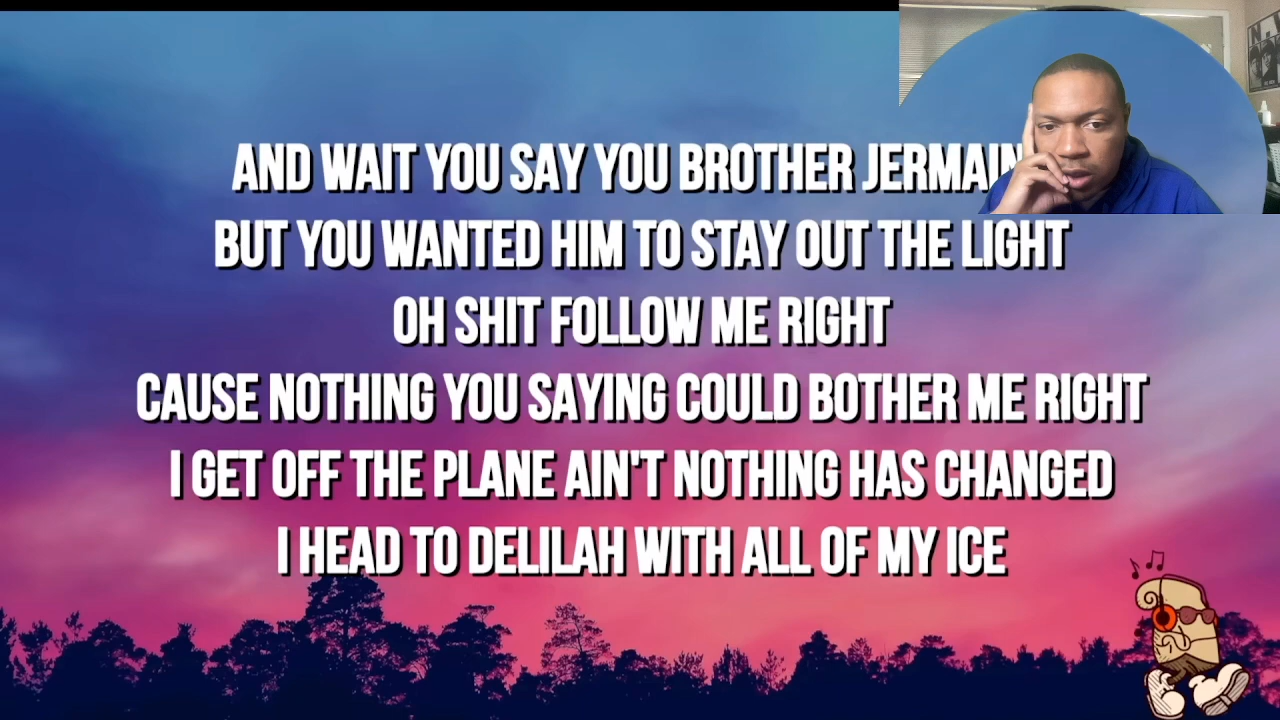 AND WAIT YOU SAY YOU BROTHER
BUT YOU WANTED HIM TO STAY OUT THE LIGHT
OH SHIT FOLLOW ME RIGHT
CAUSE NOTHING YOU SAYING COULD BOTHER ME RIGHT
I GET OFF THE PLANE AIN'T NOTHING HAS CHANGED
I HEAD TO DELILAH WITH ALL OF MY ICE